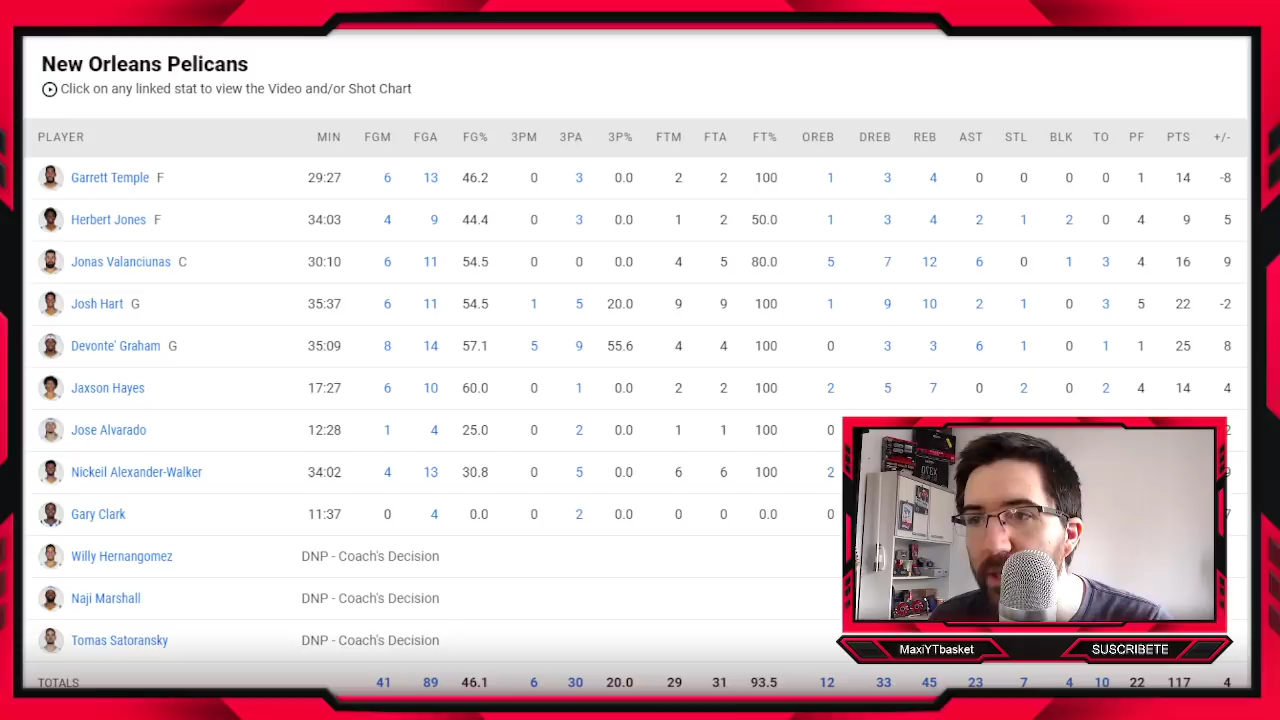 New Orleans Pelicans
Click on any linked stat to view the Video and/or Shot Chart
PLAYER MIN FGM FGA FG% 3PM 3PA 3P% FTM FTA FT% OREB DREB REB AST STL BLK TO PF PTS +/-
Garrett Temple F 29:27 6 13 46.2 0 3 0.0 2 2 100 1 3 4 0 0 0 0 1 14 -8
Herbert Jones F 34:03 4 9 44.4 0 3 0.0 1 2 50.0 1 3 4 2 1 2 0 4 9 5
Jonas Valanciunas C 30:10 6 11 54.5 0 0 0.0 4 5 80.0 5 7 12 6 0 1 3 4 16 9
Josh Hart G 35:37 6 11 54.5 1 5 20.0 9 9 100 1 9 10 2 1 0 3 5 22 -2
Devonte' Graham G 35:09 8 14 57.1 5 9 55.6 4 4 100 0 3 3 6 1 0 1 1 25 8
Jaxson Hayes 17:27 6 10 60.0 0 1 0.0 2 2 100 2 5 7 0 2 0 2 4 14 4
Jose Alvarado 12:28 1 4 25.0 0 2 0.0 1 1 100 0 2
Nickeil Alexander-Walker 34:02 4 13 30.8 0 5 0.0 6 6 100 2 9
Gary Clark 11:37 0 4 0.0 0 2 0.0 0 0 0.0 0 7
Willy Hernangomez DNP - Coach's Decision
Naji Marshall DNP - Coach's Decision
Tomas Satoransky DNP - Coach's Decision
MaxiYTbasket SUSCRIBETE
TOTALS 41 89 46.1 6 30 20.0 29 31 93.5 12 33 45 23 7 4 10 22 117 4